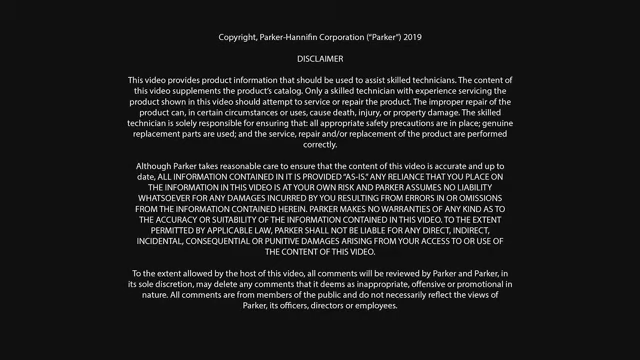 Copyright, Parker-Hannifin Corporation (“Parker”) 2019
DISCLAIMER
This video provides product information that should be used to assist skilled technicians. The content of
this video supplements the product’s catalog. Only a skilled technician with experience servicing the
product shown in this video should attempt to service or repair the product. The improper repair of the
product can, in certain circumstances or uses, cause death, injury, or property damage. The skilled
technician is solely responsible for ensuring that: all appropriate safety precautions are in place; genuine
replacement parts are used; and the service, repair and/or replacement of the product are performed
correctly.
Although Parker takes reasonable care to ensure that the content of this video is accurate and up to
date, ALL INFORMATION CONTAINED IN IT IS PROVIDED “AS-IS.” ANY RELIANCE THAT YOU PLACE ON
THE INFORMATION IN THIS VIDEO IS AT YOUR OWN RISK AND PARKER ASSUMES NO LIABILITY
WHATSOEVER FOR ANY DAMAGES INCURRED BY YOU RESULTING FROM ERRORS IN OR OMISSIONS
FROM THE INFORMATION CONTAINED HEREIN. PARKER MAKES NO WARRANTIES OF ANY KIND AS TO
THE ACCURACY OR SUITABILITY OF THE INFORMATION CONTAINED IN THIS VIDEO. TO THE EXTENT
PERMITTED BY APPLICABLE LAW, PARKER SHALL NOT BE LIABLE FOR ANY DIRECT, INDIRECT,
INCIDENTAL, CONSEQUENTIAL OR PUNITIVE DAMAGES ARISING FROM YOUR ACCESS TO OR USE OF
THE CONTENT OF THIS VIDEO.
To the extent allowed by the host of this video, all comments will be reviewed by Parker and Parker, in
its sole discretion, may delete any comments that it deems as inappropriate, offensive or promotional in
nature. All comments are from members of the public and do not necessarily reflect the views of
Parker, its officers, directors or employees.